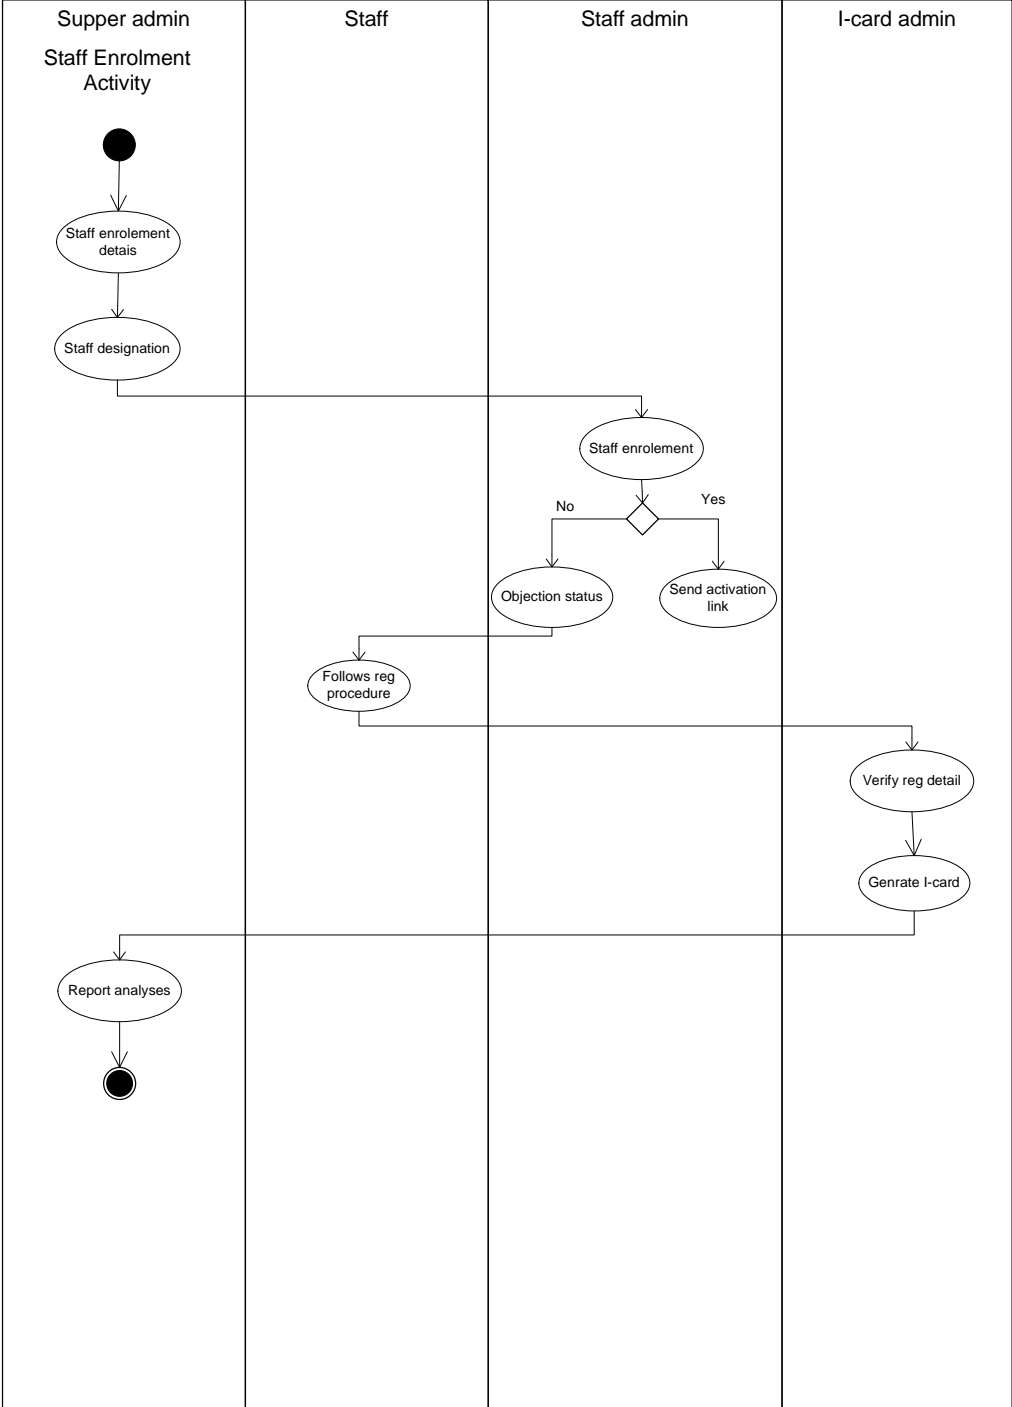 Supper admin
Staff
Staff admin
I-card admin
Staff Enrolment
Activity
Staff enrolement
detais
Staff designation
Staff enrolement
No
Yes
Objection status
Send activation
link
Follows reg
procedure
Verify reg detail
Genrate I-card
Report analyses